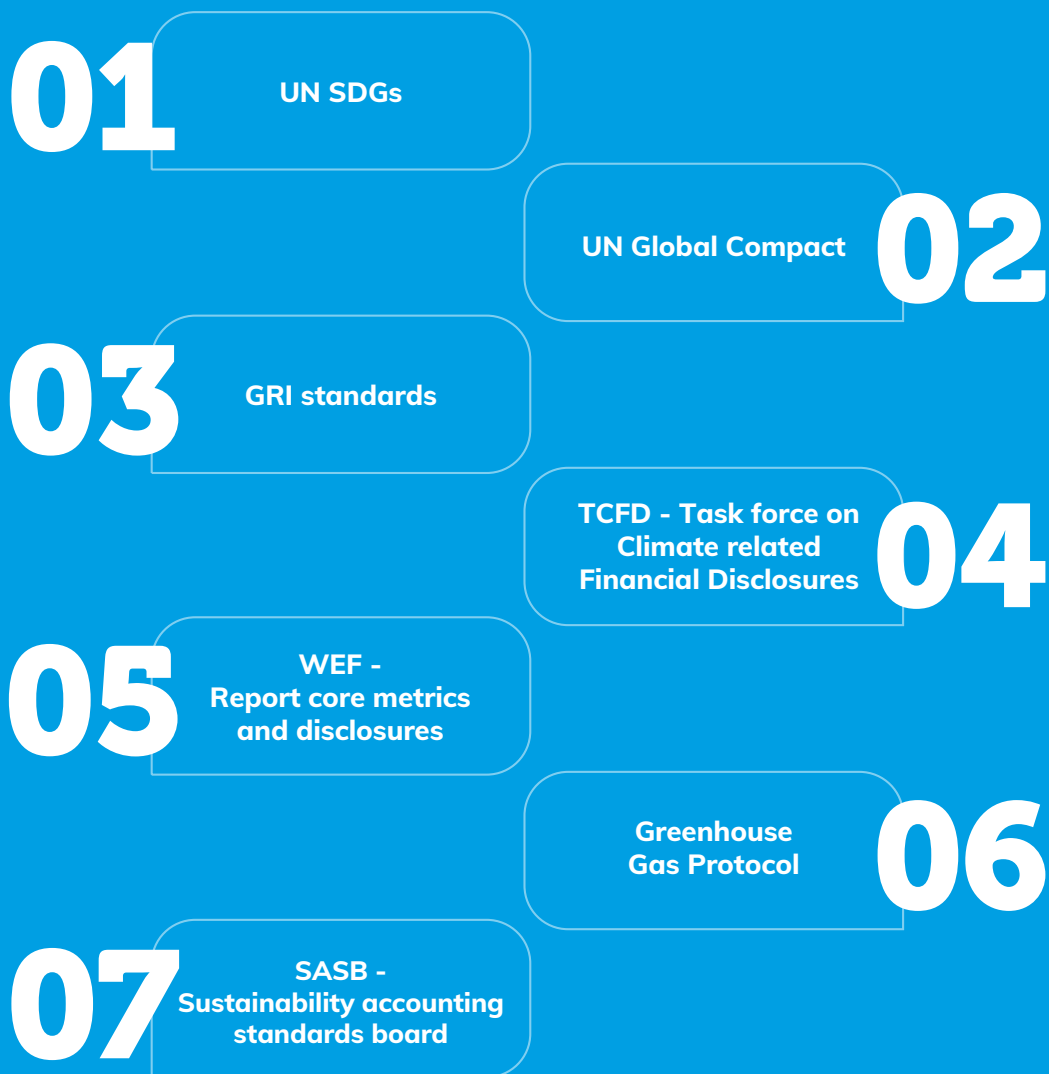 01
UN SDGs
UN Global Compact
02
03
GRI standards
TCFD - Task force on
Climate related
Financial Disclosures
04
05
WEF -
Report core metrics
and disclosures
Greenhouse
Gas Protocol
06
07
SASB -
Sustainability accounting
standards board